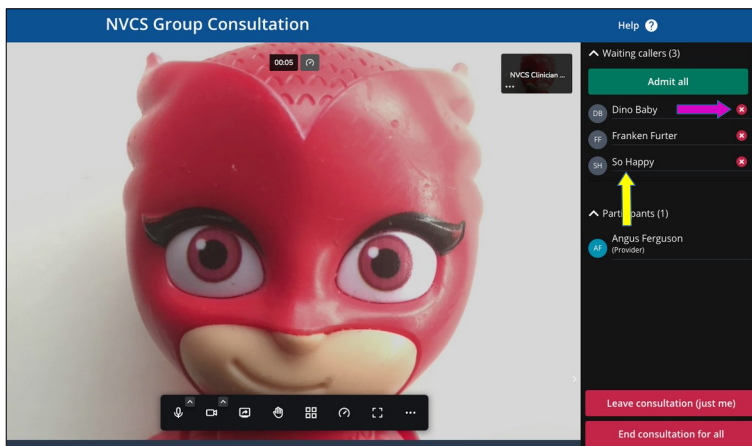 NVCS Group Consultation
Help ?
00:05
NVCS Clinician ...
Waiting callers (3)
Admit all
DB Dino Baby
FF Franken Furter
SH So Happy
Participants (1)
AF Angus Ferguson
(Provider)
Leave consultation (just me)
End consultation for all